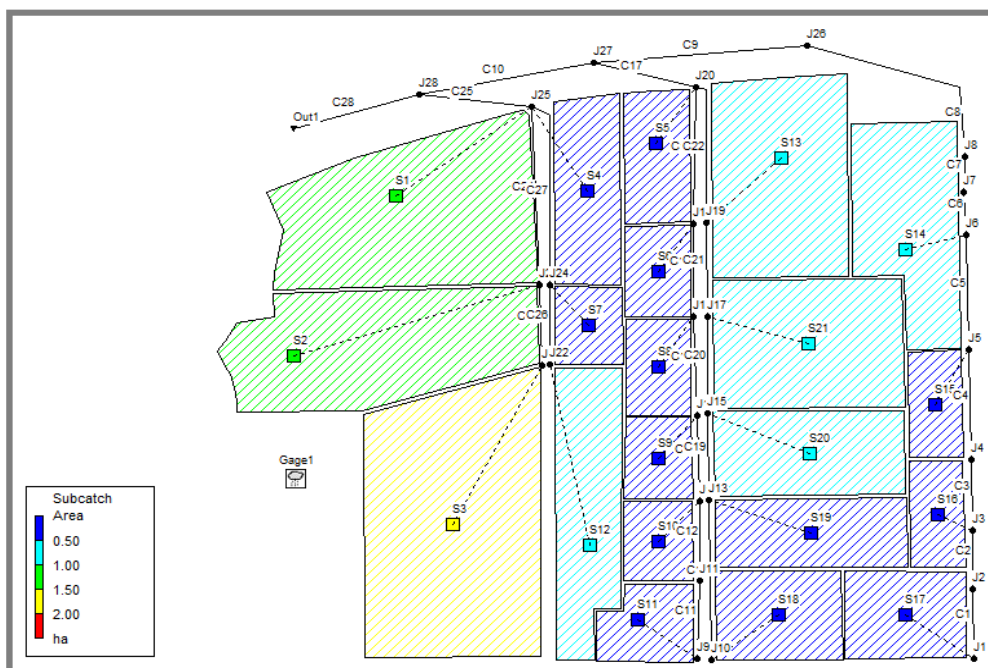 J26
C9
J27
C10
C17
J28
C25
J20
J25
C28
Out1
C8
S5
C22
S13
J8
C7
S1
S4
C27
J7
C6
J19
J6
S14
S6
C21
J24
C5
S7
J17
C26
S2
S21
J5
S8
C20
J22
S15
C4
J15
S9
C19
S20
J4
Gage1
C3
S16
J13
S3
S12
S10
C12
S19
J3
C2
J11
J2
S11
C11
S18
S17
C1
J9
J10
J1
Subcatch
Area
0.50
1.00
1.50
2.00
ha